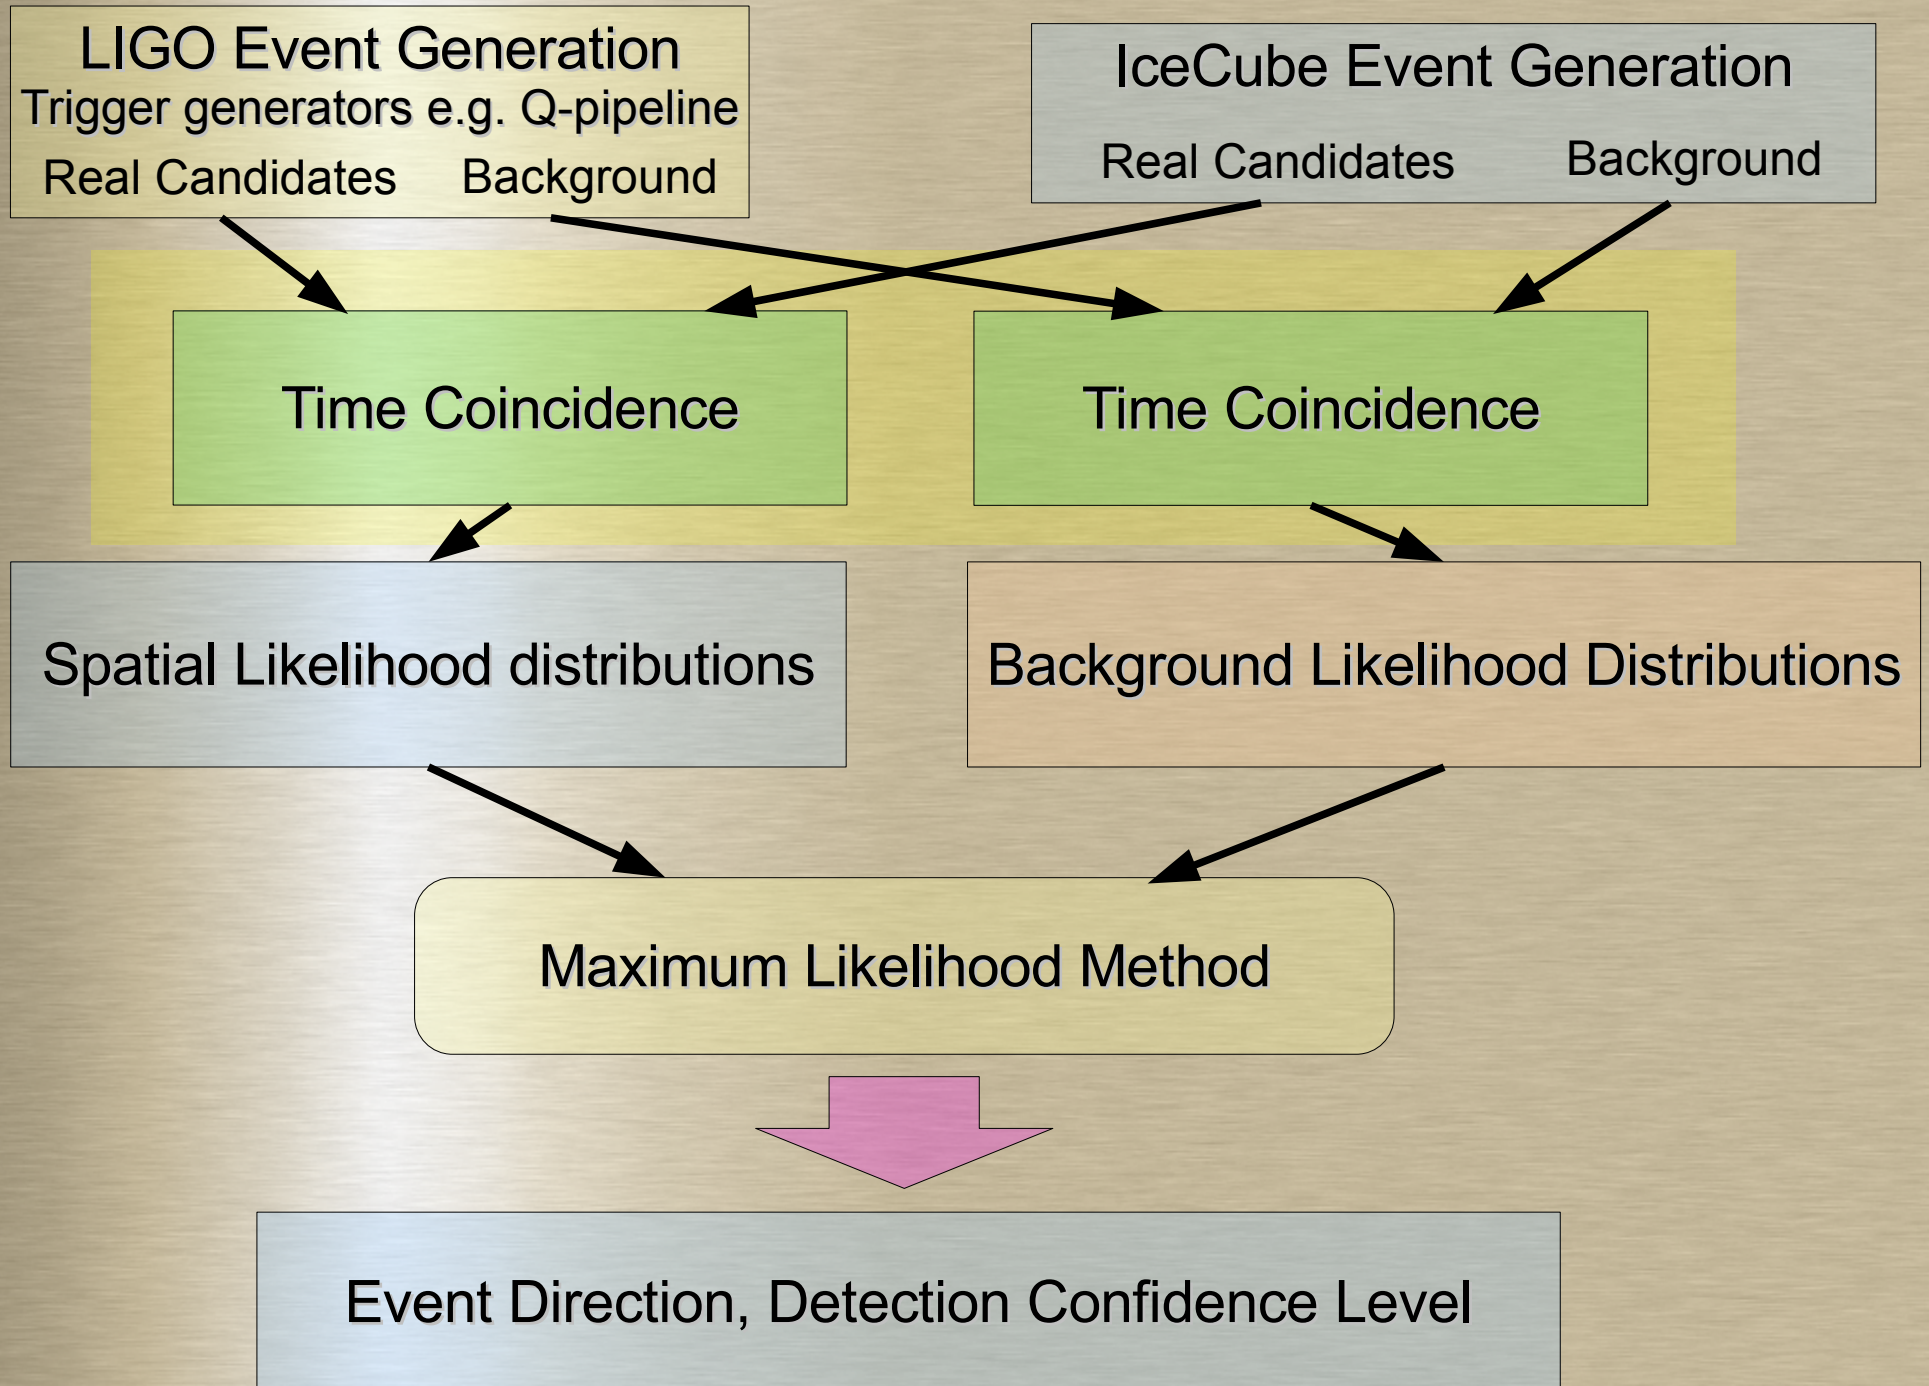 LIGO Event Generation
Trigger generators e.g. Q-pipeline
Real Candidates Background
IceCube Event Generation
Real Candidates Background
Time Coincidence
Time Coincidence
Spatial Likelihood distributions
Background Likelihood Distributions
Maximum Likelihood Method
Event Direction, Detection Confidence Level